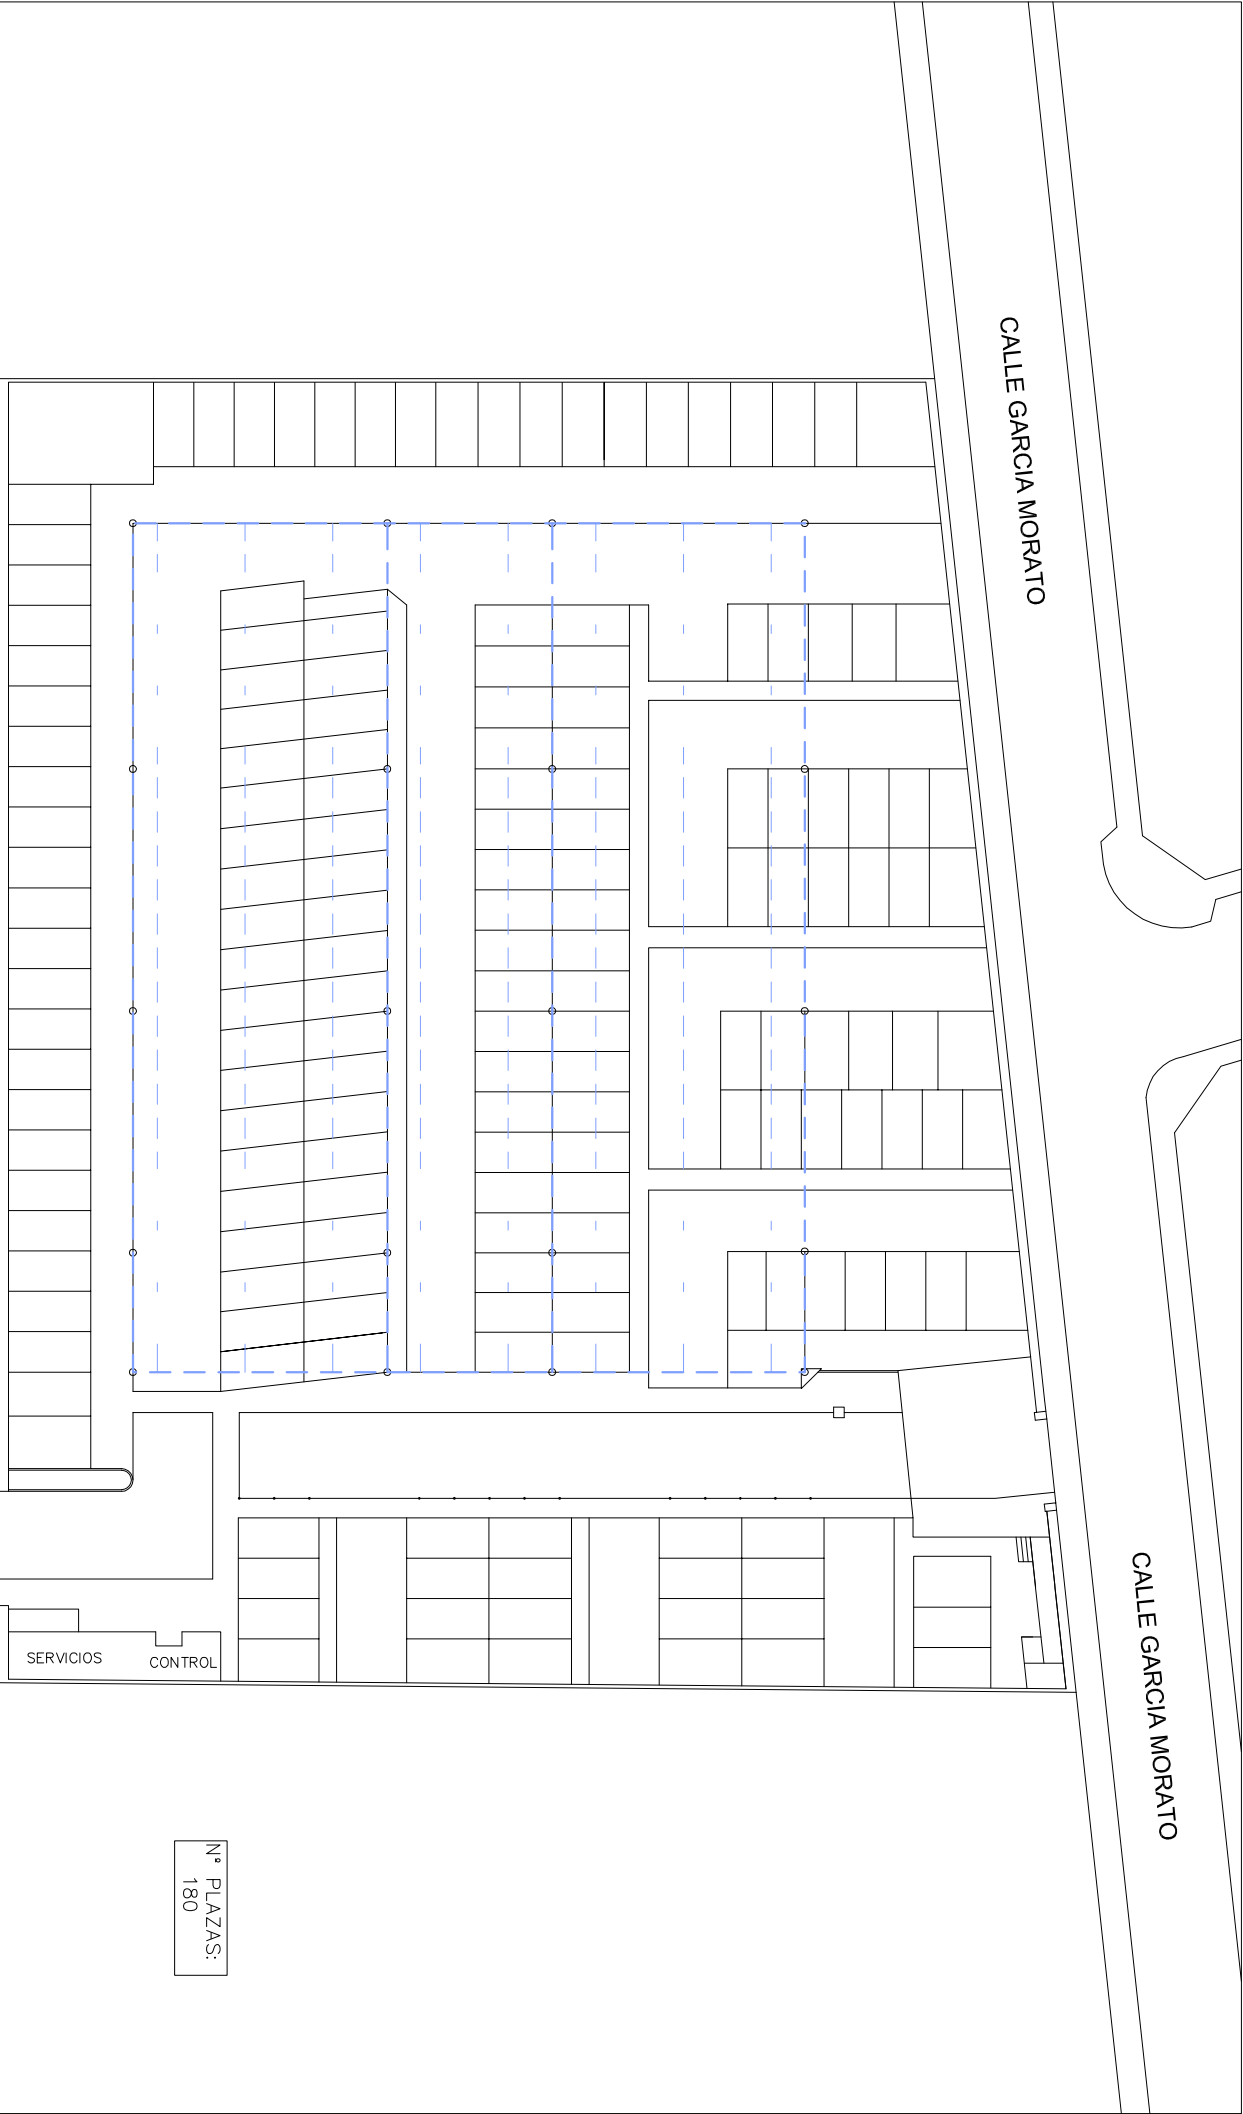 CALLE GARCIA MORATO
CALLE GARCIA MORATO
SERVICIOS
CONTROL
Nº PLAZAS:
180